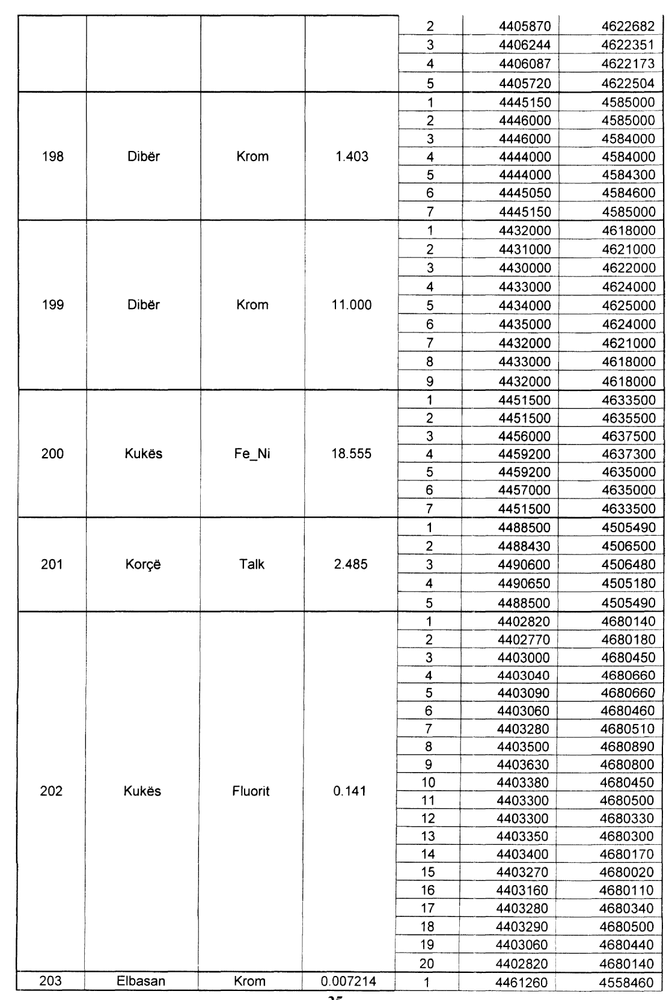 2 4405870 4622682
3 4406244 4622351
4 4406087 4622173
5 4405720 4622504
1 4445150 4585000
2 4446000 4585000
3 4446000 4584000
198 Dibër Krom 1.403 4 4444000 4584000
5 4444000 4584300
6 4445050 4584600
7 4445150 4585000
1 4432000 4618000
2 4431000 4621000
3 4430000 4622000
4 4433000 4624000
199 Dibër Krom 11.000 5 4434000 4625000
6 4435000 4624000
7 4432000 4621000
8 4433000 4618000
9 4432000 4618000
1 4451500 4633500
2 4451500 4635500
3 4456000 4637500
200 Kukës Fe_Ni 18.555 4 4459200 4637300
5 4459200 4635000
6 4457000 4635000
7 4451500 4633500
1 4488500 4505490
2 4488430 4506500
201 Korçë Talk 2.485 3 4490600 4506480
4 4490650 4505180
5 4488500 4505490
1 4402820 4680140
2 4402770 4680180
3 4403000 4680450
4 4403040 4680660
5 4403090 4680660
6 4403060 4680460
7 4403280 4680510
8 4403500 4680890
9 4403630 4680800
10 4403380 4680450
202 Kukës Fluorit 0.141 11 4403300 4680500
12 4403300 4680330
13 4403350 4680300
14 4403400 4680170
15 4403270 4680020
16 4403160 4680110
17 4403280 4680340
18 4403290 4680500
19 4403060 4680440
20 4402820 4680140
203 Elbasan Krom 0.007214 1 4461260 4558460